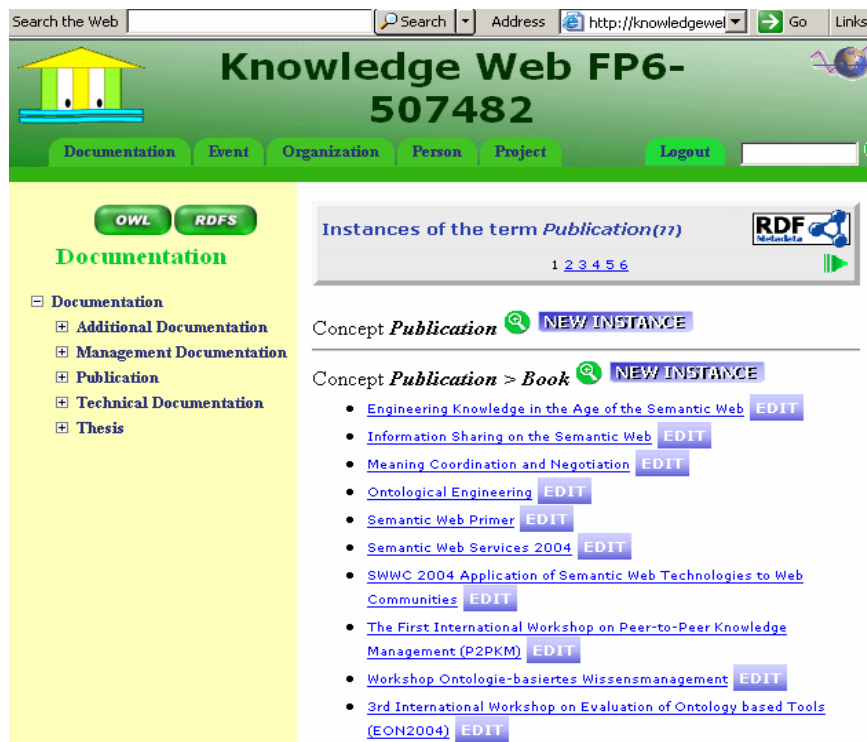 Search the Web Search Address http://knowledgewel Go Links
Knowledge Web FP6-
507482
Documentation Event Organization Person Project Logout
OWL RDFS
Documentation
Documentation
Additional Documentation
Management Documentation
Publication
Technical Documentation
Thesis
Instances of the term Publication(77)
RDF
Metadata
1 2 3 4 5 6
Concept Publication NEW INSTANCE
Concept Publication > Book NEW INSTANCE
Engineering Knowledge in the Age of the Semantic Web EDIT
Information Sharing on the Semantic Web EDIT
Meaning Coordination and Negotiation EDIT
Ontological Engineering EDIT
Semantic Web Primer EDIT
Semantic Web Services 2004 EDIT
SWWC 2004 Application of Semantic Web Technologies to Web
Communities EDIT
The First International Workshop on Peer-to-Peer Knowledge
Management (P2PKM) EDIT
Workshop Ontologie-basiertes Wissensmanagement EDIT
3rd International Workshop on Evaluation of Ontology based Tools
(EON2004) EDIT